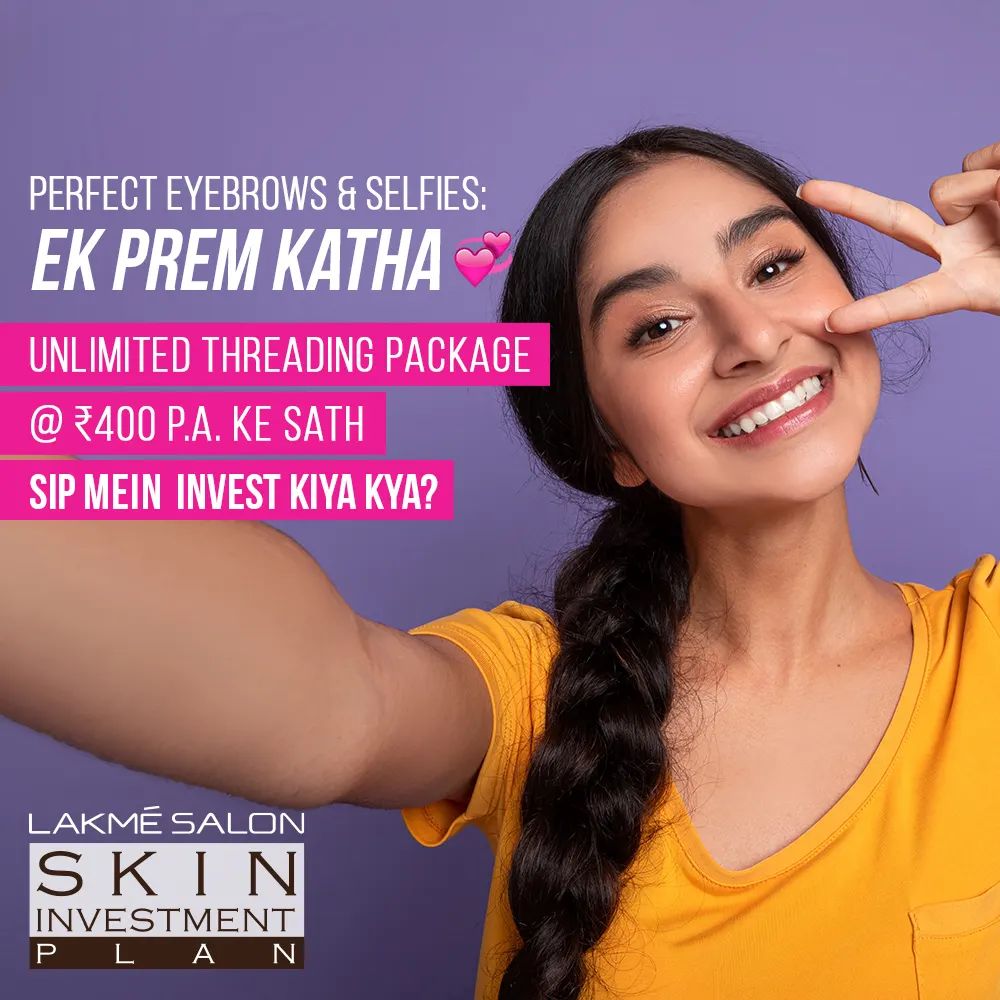 PERFECT EYEBROWS & SELFIES:
EK PREM KATHA 💞
UNLIMITED THREADING PACKAGE
@ ₹400 P.A. KE SATH
SIP MEIN INVEST KIYA KYA?
LAKMÉ SALON
SKIN
INVESTMENT
PLAN